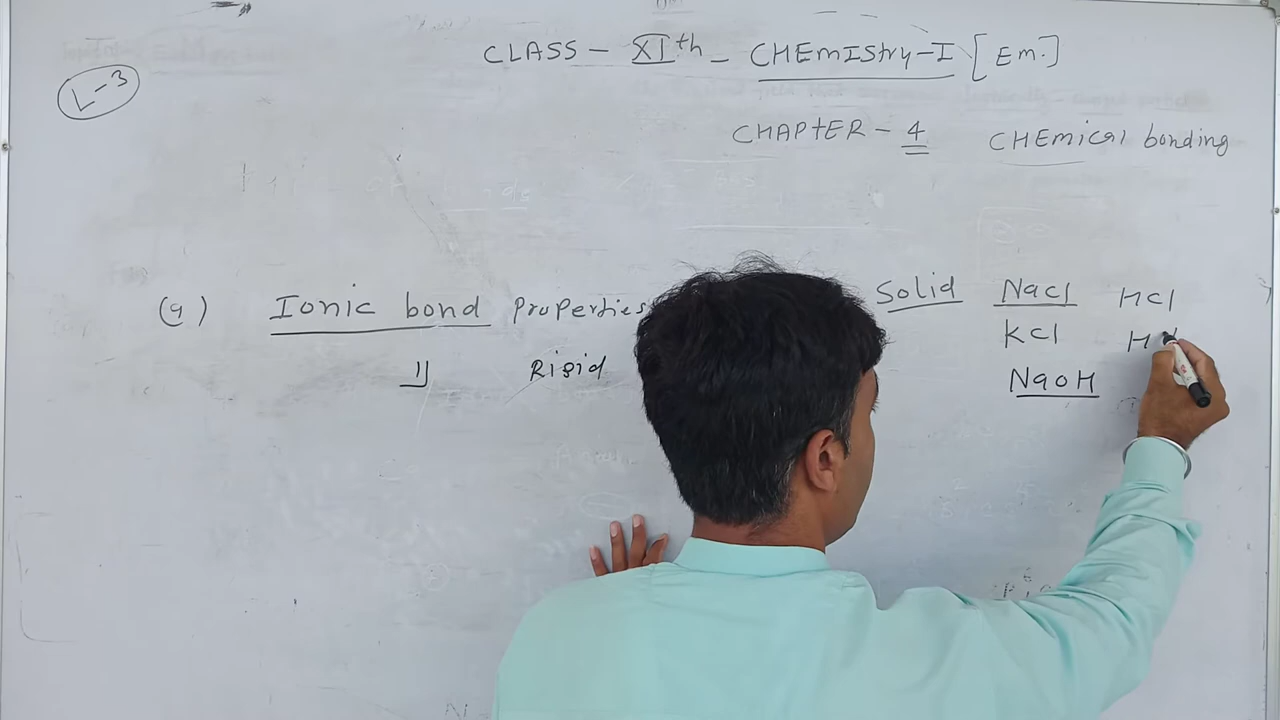 L-3
CLASS - XIth - CHEMIStry-I [Em.]
CHAPtER - 4 CHEMical bonding
(a) Ionic bond Properties Solid NaCl HCl
KCl H
1) Rigid
NaOH